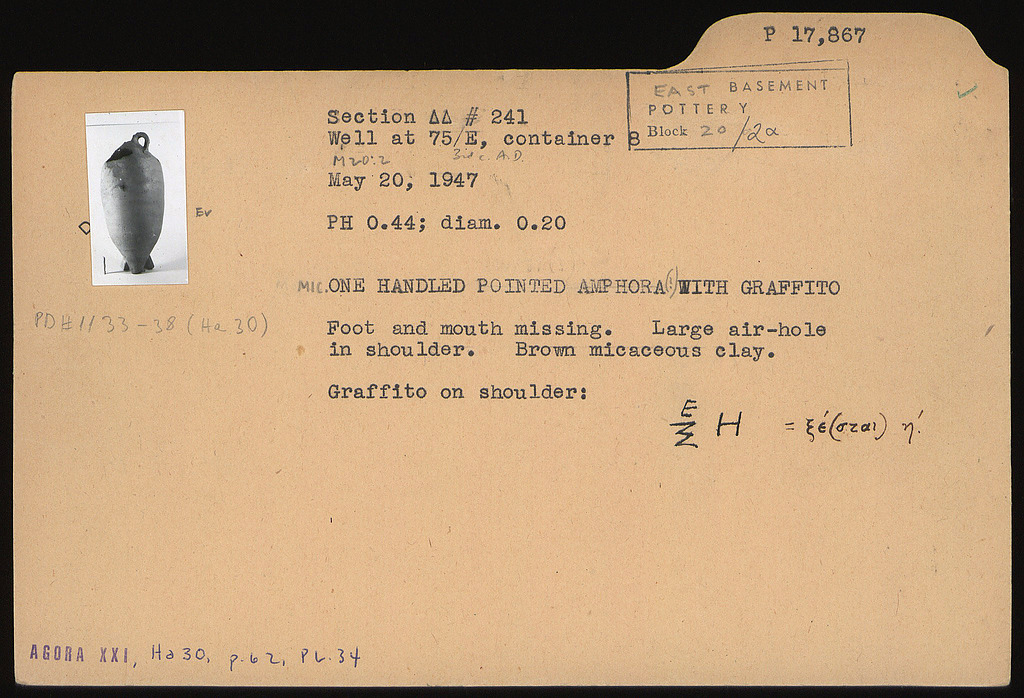 P 17,867
EAST BASEMENT
POTTERY
Block 20/2a
Section ΔΔ # 241
Well at 75/E, container 8
M20:2 3rd c. A.D.
May 20, 1947
Ev
PH 0.44; diam. 0.20
MIC. ONE HANDLED POINTED AMPHORA(!) WITH GRAFFITO
PD#1133-38 (Ha 30)
Foot and mouth missing. Large air-hole
in shoulder. Brown micaceous clay.
Graffito on shoulder:
Ε
Ξ Η = ξέ(σται) η΄.
AGORA XXI, Ha 30, p. 62, PL. 34